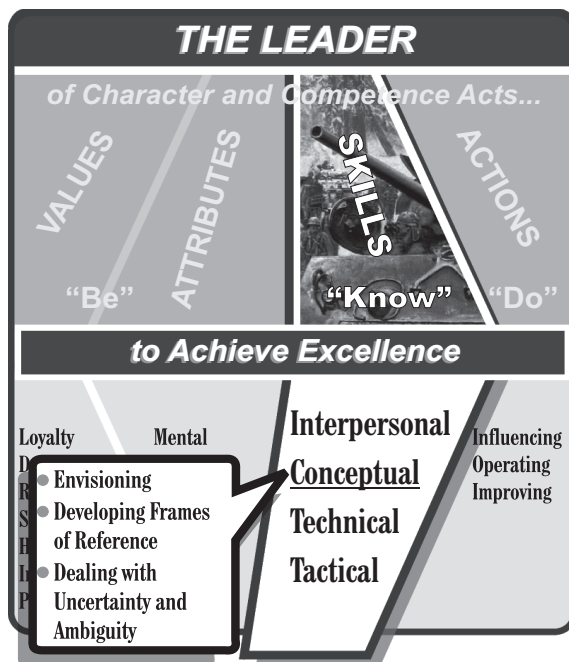 THE LEADER
of Character and Competence Acts...
VALUES
ATTRIBUTES
SKILLS
ACTIONS
“Be”
“Know”
“Do”
to Achieve Excellence
Loyalty
D
R
S
H
I
P
Mental
Interpersonal
Conceptual
Technical
Tactical
Influencing
Operating
Improving
Envisioning
Developing Frames
of Reference
Dealing with
Uncertainty and
Ambiguity